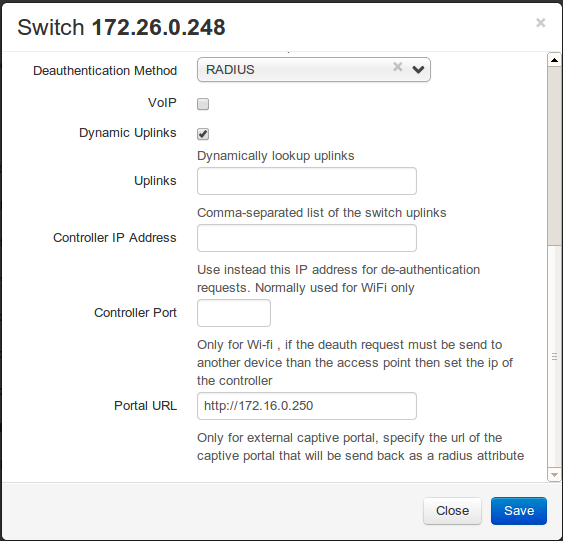 Switch 172.26.0.248
×
Deauthentication Method RADIUS
VoIP
Dynamic Uplinks
Dynamically lookup uplinks
Uplinks
Comma-separated list of the switch uplinks
Controller IP Address
Use instead this IP address for de-authentication
requests. Normally used for WiFi only
Controller Port
Only for Wi-fi , if the deauth request must be send to
another device than the access point then set the ip of
the controller
Portal URL http://172.16.0.250
Only for external captive portal, specify the url of the
captive portal that will be send back as a radius attribute
Close Save